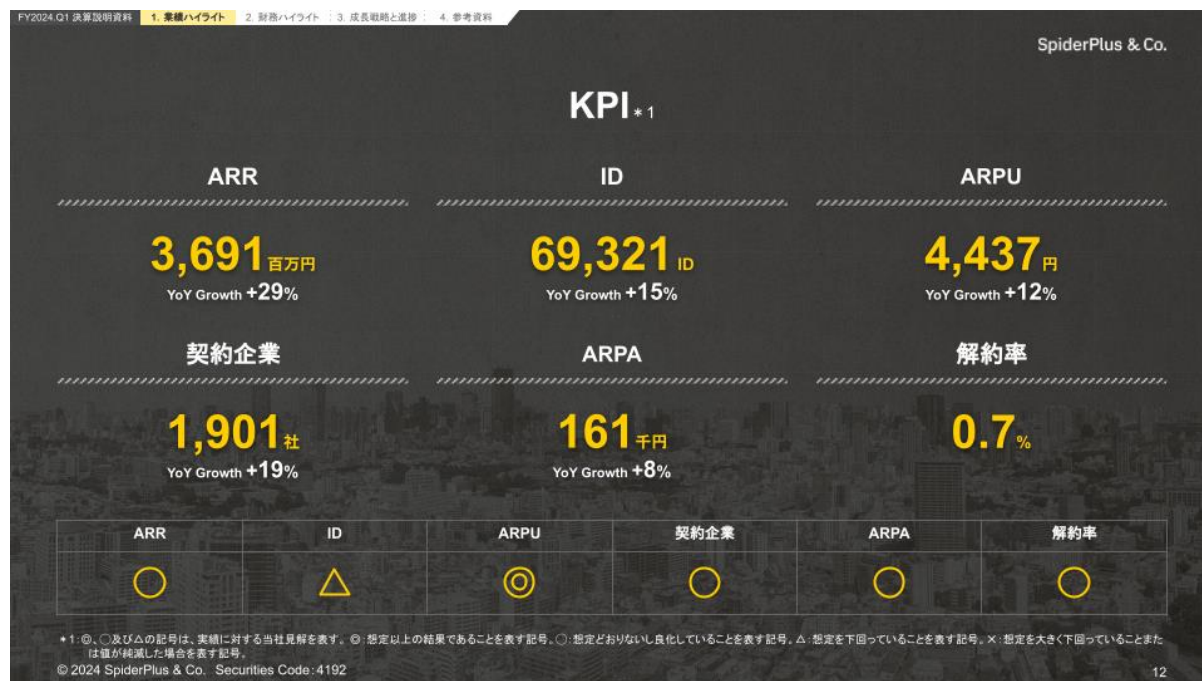 FY2024.Q1 決算説明資料 1. 業績ハイライト 2. 財務ハイライト 3. 成長戦略と進捗 4. 参考資料
SpiderPlus & Co.
KPI＊1
ARR ID ARPU
3,691百万円 69,321 ID 4,437円
YoY Growth +29% YoY Growth +15% YoY Growth +12%
契約企業 ARPA 解約率
1,901社 161千円 0.7%
YoY Growth +19% YoY Growth +8%
ARR ID ARPU 契約企業 ARPA 解約率
○ △ ◎ ○ ○ ○
＊1:◎、○及び△の記号は、実績に対する当社見解を表す。◎:想定以上の結果であることを表す記号。○:想定どおりないし良化していることを表す記号。△:想定を下回っていることを表す記号。×:想定を大きく下回っていることまた
は値が純減した場合を表す記号。
© 2024 SpiderPlus & Co. Securities Code:4192 12